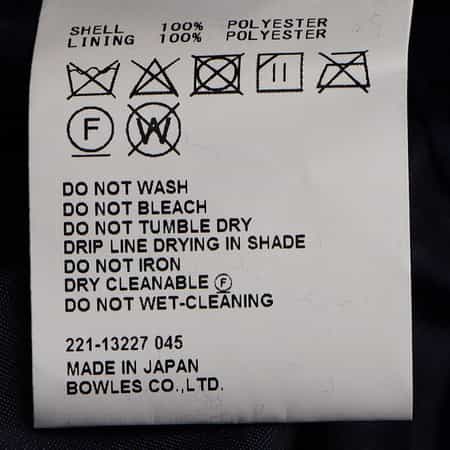 SHELL 100% POLYESTER
LINING 100% POLYESTER
F W
DO NOT WASH
DO NOT BLEACH
DO NOT TUMBLE DRY
DRIP LINE DRYING IN SHADE
DO NOT IRON
DRY CLEANABLE Ⓕ
DO NOT WET-CLEANING
221-13227 045
MADE IN JAPAN
BOWLES CO.,LTD.